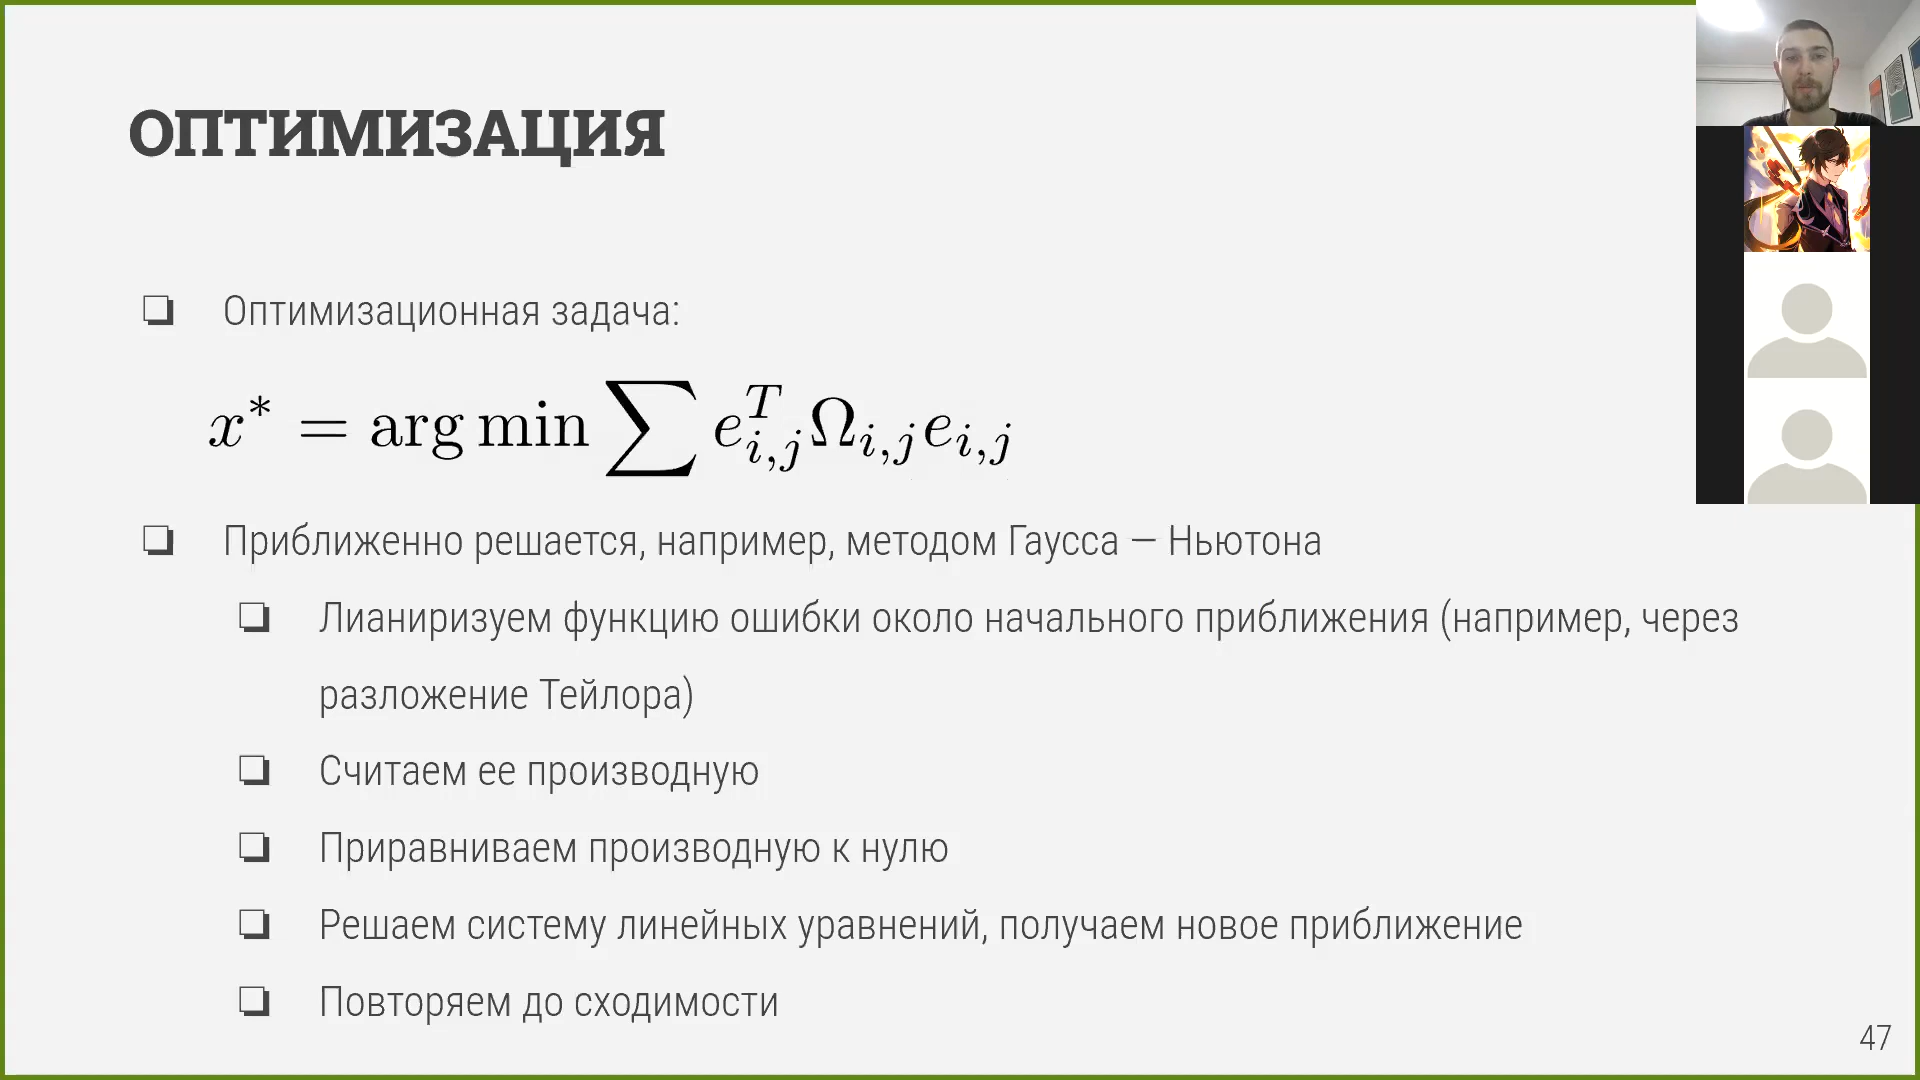 ОПТИМИЗАЦИЯ
❏ Оптимизационная задача:
x* = arg min ∑ e_{i,j}^T Ω_{i,j} e_{i,j}
❏ Приближенно решается, например, методом Гаусса — Ньютона
❏ Лианиризуем функцию ошибки около начального приближения (например, через
разложение Тейлора)
❏ Считаем ее производную
❏ Приравниваем производную к нулю
❏ Решаем систему линейных уравнений, получаем новое приближение
❏ Повторяем до сходимости
47